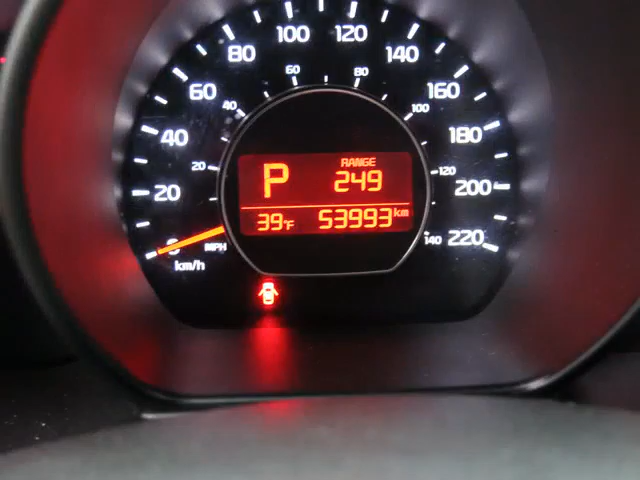 100 120
80 140
60 80
60 160
40 100
40 180
20 RANGE 120
P 249
20 200
39°F 53993 km
0 MPH 140 220
km/h